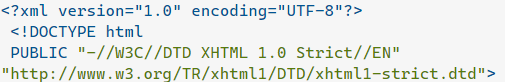 <?xml version="1.0" encoding="UTF-8"?>
<!DOCTYPE html
PUBLIC "-//W3C//DTD XHTML 1.0 Strict//EN"
"http://www.w3.org/TR/xhtml1/DTD/xhtml1-strict.dtd">